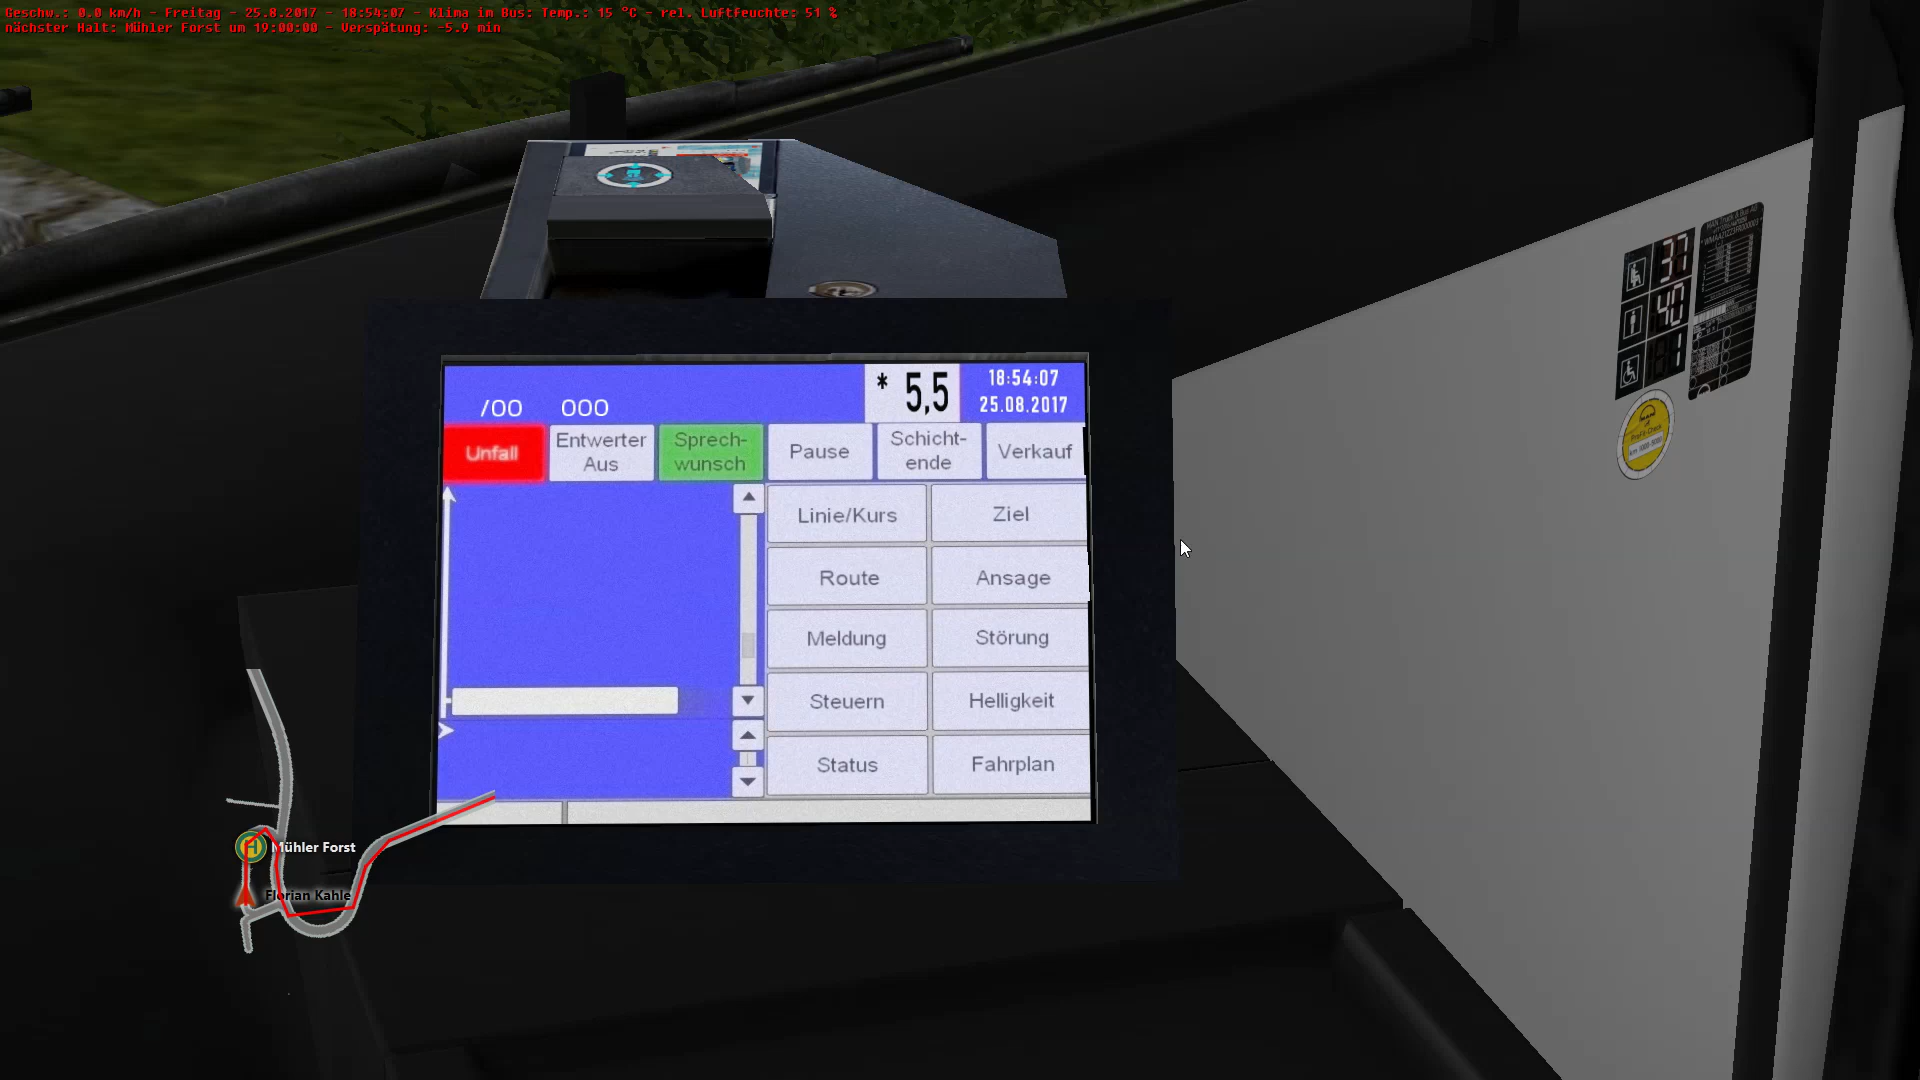 Geschw.: 0.0 km/h - Freitag - 25.8.2017 - 18:54:07 - Klima im Bus: Temp.: 15 °C - rel. Luftfeuchte: 51 %
nächster Halt: Mühler Forst um 19:00:00 - Verspätung: -5.9 min
/00 000
* 5,5
18:54:07
25.08.2017
Unfall
Entwerter
Aus
Sprech-
wunsch
Pause
Schicht-
ende
Verkauf
Linie/Kurs
Ziel
Route
Ansage
Meldung
Störung
Steuern
Helligkeit
Status
Fahrplan
37
40
1
H
Mühler Forst
Florian Kahle